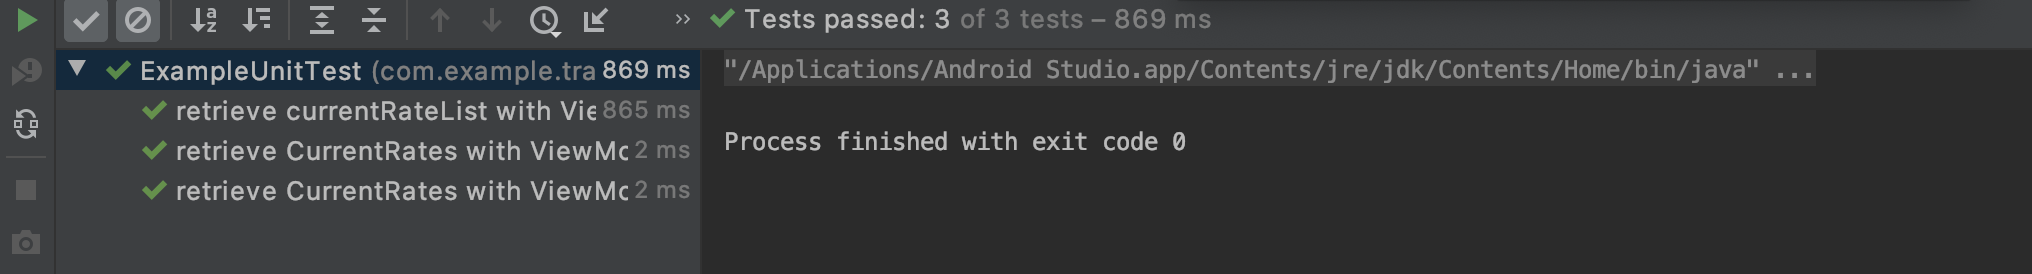 Tests passed: 3 of 3 tests – 869 ms
ExampleUnitTest (com.example.tra 869 ms
retrieve currentRateList with Vie 865 ms
retrieve CurrentRates with ViewMo 2 ms
retrieve CurrentRates with ViewMo 2 ms
"/Applications/Android Studio.app/Contents/jre/jdk/Contents/Home/bin/java" ...
Process finished with exit code 0